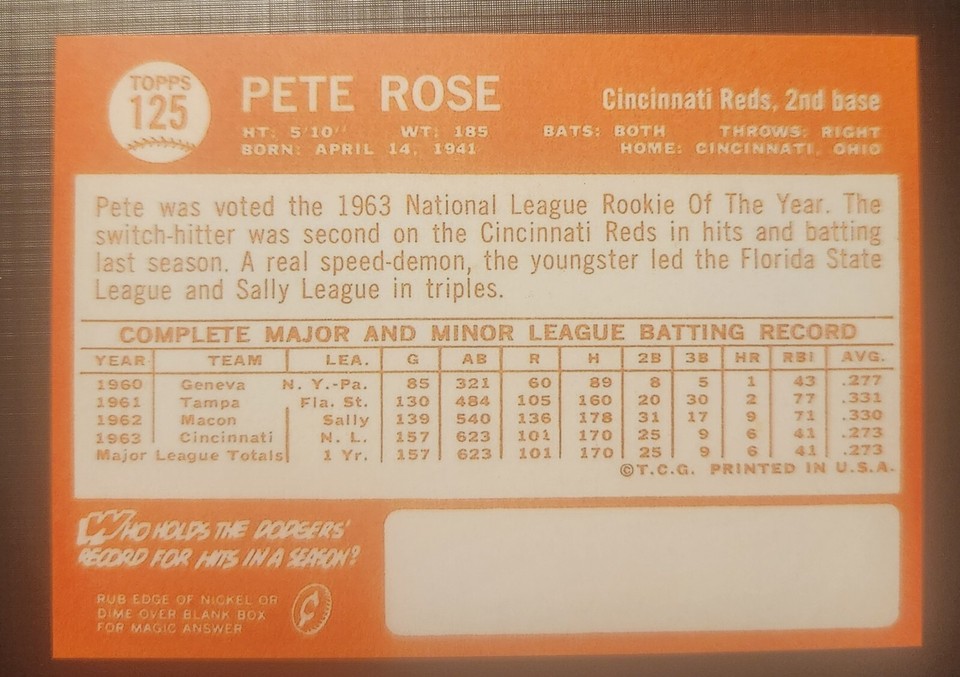 TOPPS
125
PETE ROSE
Cincinnati Reds, 2nd base
HT: 5'10" WT: 185 BATS: BOTH THROWS: RIGHT
BORN: APRIL 14, 1941 HOME: CINCINNATI, OHIO
Pete was voted the 1963 National League Rookie Of The Year. The
switch-hitter was second on the Cincinnati Reds in hits and batting
last season. A real speed-demon, the youngster led the Florida State
League and Sally League in triples.
COMPLETE MAJOR AND MINOR LEAGUE BATTING RECORD
YEAR TEAM LEA. G AB R H 2B 3B HR RBI AVG.
1960 Geneva N. Y.-Pa. 85 321 60 89 8 5 1 43 .277
1961 Tampa Fla. St. 130 484 105 160 20 30 2 77 .331
1962 Macon Sally 139 540 136 178 31 17 9 71 .330
1963 Cincinnati N. L. 157 623 101 170 25 9 6 41 .273
Major League Totals 1 Yr. 157 623 101 170 25 9 6 41 .273
©T.C.G. PRINTED IN U.S.A.
WHO HOLDS THE DODGERS'
RECORD FOR HITS IN A SEASON?
RUB EDGE OF NICKEL OR
DIME OVER BLANK BOX
FOR MAGIC ANSWER